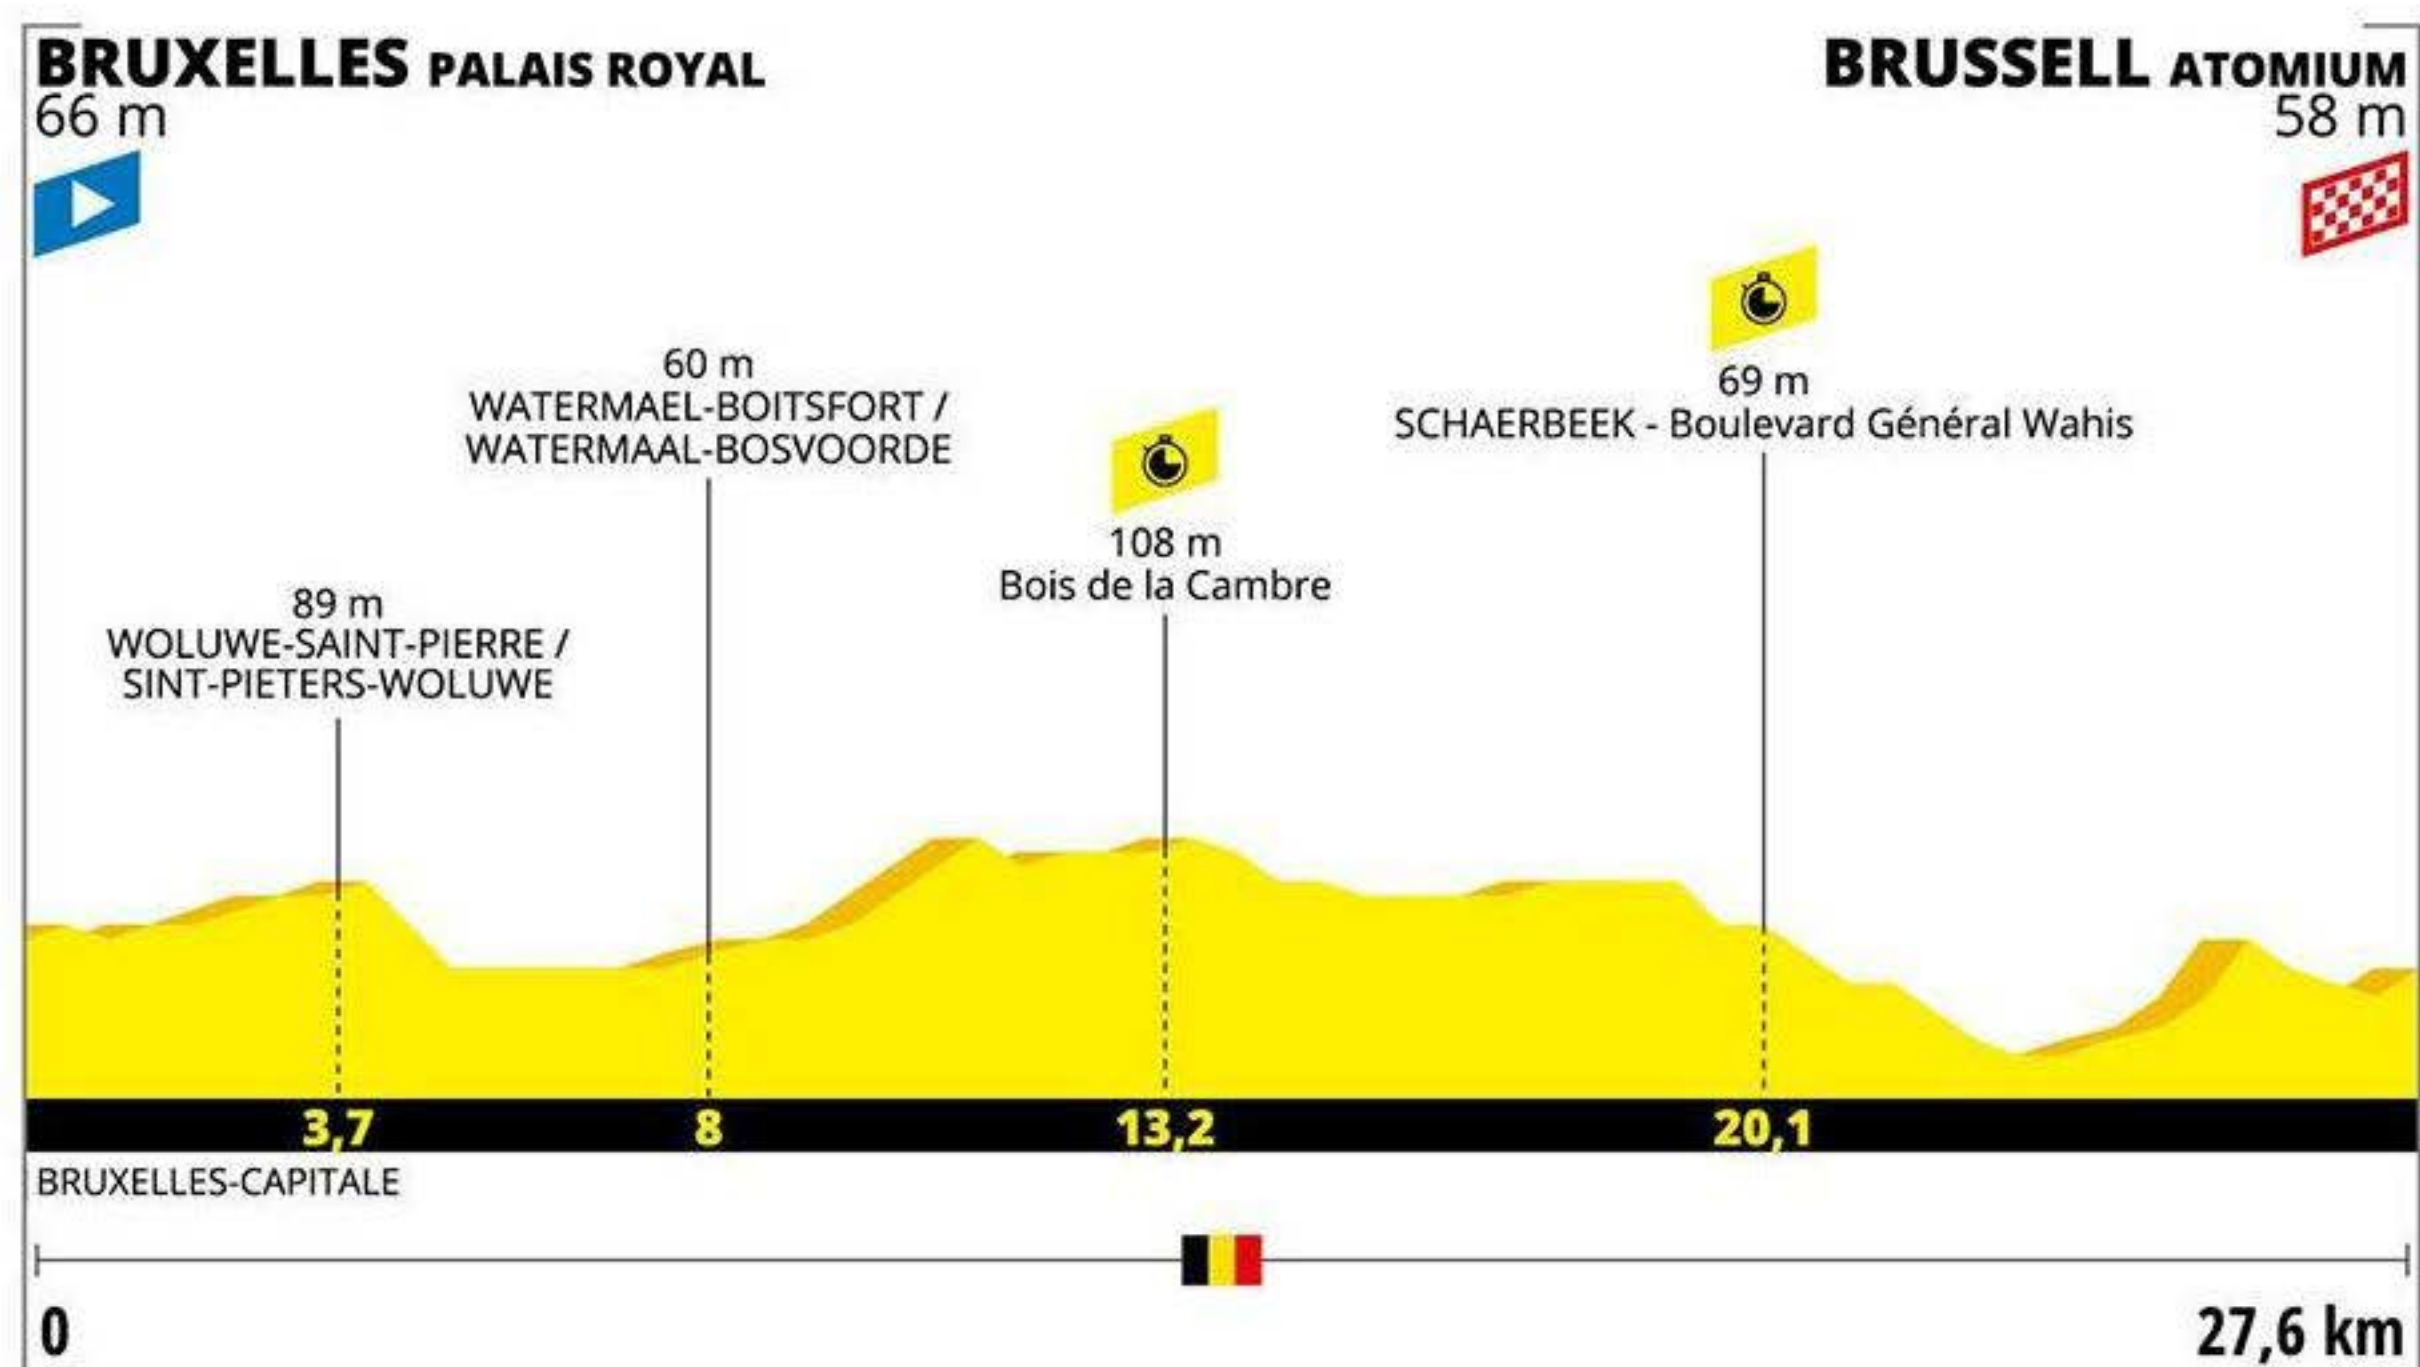 BRUXELLES PALAIS ROYAL
66 m
BRUSSELL ATOMIUM
58 m
89 m
WOLUWE-SAINT-PIERRE /
SINT-PIETERS-WOLUWE
60 m
WATERMAEL-BOITSFORT /
WATERMAAL-BOSVOORDE
108 m
Bois de la Cambre
69 m
SCHAERBEEK - Boulevard Général Wahis
3,7
8
13,2
20,1
BRUXELLES-CAPITALE
0
27,6 km